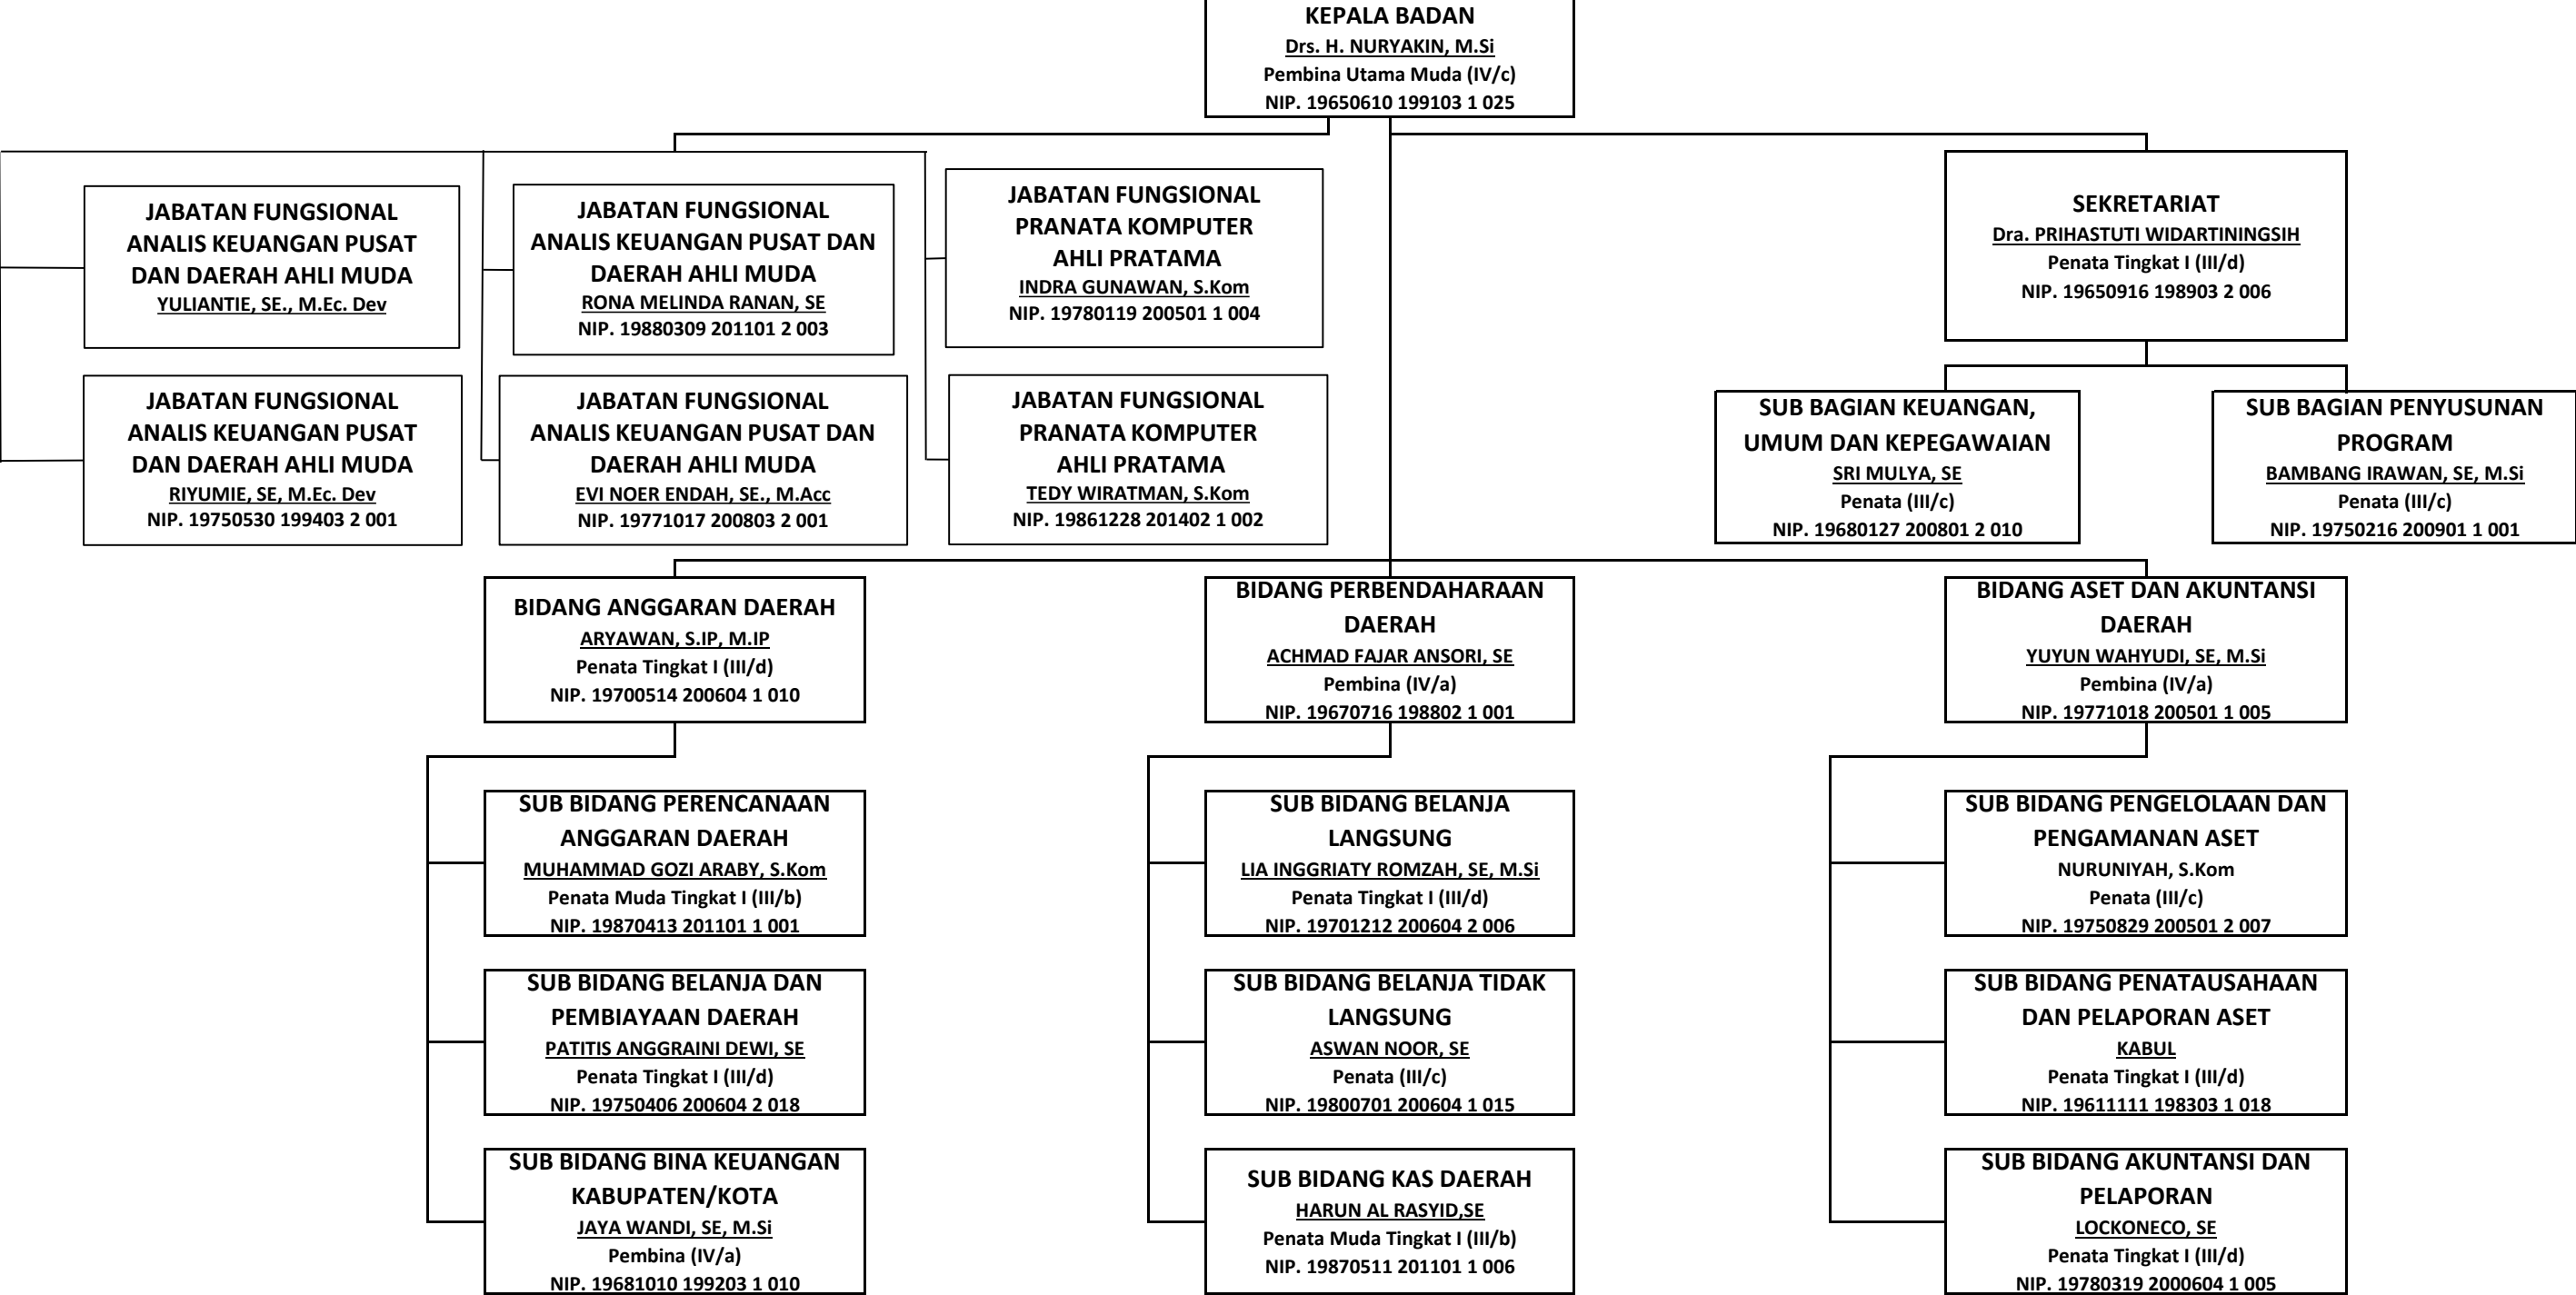 KEPALA BADAN
Drs. H. NURYAKIN, M.Si
Pembina Utama Muda (IV/c)
NIP. 19650610 199103 1 025
JABATAN FUNGSIONAL
ANALIS KEUANGAN PUSAT
DAN DAERAH AHLI MUDA
YULIANTIE, SE., M.Ec. Dev
JABATAN FUNGSIONAL
ANALIS KEUANGAN PUSAT DAN
DAERAH AHLI MUDA
RONA MELINDA RANAN, SE
NIP. 19880309 201101 2 003
JABATAN FUNGSIONAL
PRANATA KOMPUTER
AHLI PRATAMA
INDRA GUNAWAN, S.Kom
NIP. 19780119 200501 1 004
SEKRETARIAT
Dra. PRIHASTUTI WIDARTININGSIH
Penata Tingkat I (III/d)
NIP. 19650916 198903 2 006
JABATAN FUNGSIONAL
ANALIS KEUANGAN PUSAT
DAN DAERAH AHLI MUDA
RIYUMIE, SE, M.Ec. Dev
NIP. 19750530 199403 2 001
JABATAN FUNGSIONAL
ANALIS KEUANGAN PUSAT DAN
DAERAH AHLI MUDA
EVI NOER ENDAH, SE., M.Acc
NIP. 19771017 200803 2 001
JABATAN FUNGSIONAL
PRANATA KOMPUTER
AHLI PRATAMA
TEDY WIRATMAN, S.Kom
NIP. 19861228 201402 1 002
SUB BAGIAN KEUANGAN,
UMUM DAN KEPEGAWAIAN
SRI MULYA, SE
Penata (III/c)
NIP. 19680127 200801 2 010
SUB BAGIAN PENYUSUNAN
PROGRAM
BAMBANG IRAWAN, SE, M.Si
Penata (III/c)
NIP. 19750216 200901 1 001
BIDANG ANGGARAN DAERAH
ARYAWAN, S.IP, M.IP
Penata Tingkat I (III/d)
NIP. 19700514 200604 1 010
BIDANG PERBENDAHARAAN
DAERAH
ACHMAD FAJAR ANSORI, SE
Pembina (IV/a)
NIP. 19670716 198802 1 001
BIDANG ASET DAN AKUNTANSI
DAERAH
YUYUN WAHYUDI, SE, M.Si
Pembina (IV/a)
NIP. 19771018 200501 1 005
SUB BIDANG PERENCANAAN
ANGGARAN DAERAH
MUHAMMAD GOZI ARABY, S.Kom
Penata Muda Tingkat I (III/b)
NIP. 19870413 201101 1 001
SUB BIDANG BELANJA
LANGSUNG
LIA INGGRIATY ROMZAH, SE, M.Si
Penata Tingkat I (III/d)
NIP. 19701212 200604 2 006
SUB BIDANG PENGELOLAAN DAN
PENGAMANAN ASET
NURUNIYAH, S.Kom
Penata (III/c)
NIP. 19750829 200501 2 007
SUB BIDANG BELANJA DAN
PEMBIAYAAN DAERAH
PATITIS ANGGRAINI DEWI, SE
Penata Tingkat I (III/d)
NIP. 19750406 200604 2 018
SUB BIDANG BELANJA TIDAK
LANGSUNG
ASWAN NOOR, SE
Penata (III/c)
NIP. 19800701 200604 1 015
SUB BIDANG PENATAUSAHAAN
DAN PELAPORAN ASET
KABUL
Penata Tingkat I (III/d)
NIP. 19611111 198303 1 018
SUB BIDANG BINA KEUANGAN
KABUPATEN/KOTA
JAYA WANDI, SE, M.Si
Pembina (IV/a)
NIP. 19681010 199203 1 010
SUB BIDANG KAS DAERAH
HARUN AL RASYID,SE
Penata Muda Tingkat I (III/b)
NIP. 19870511 201101 1 006
SUB BIDANG AKUNTANSI DAN
PELAPORAN
LOCKONECO, SE
Penata Tingkat I (III/d)
NIP. 19780319 2000604 1 005